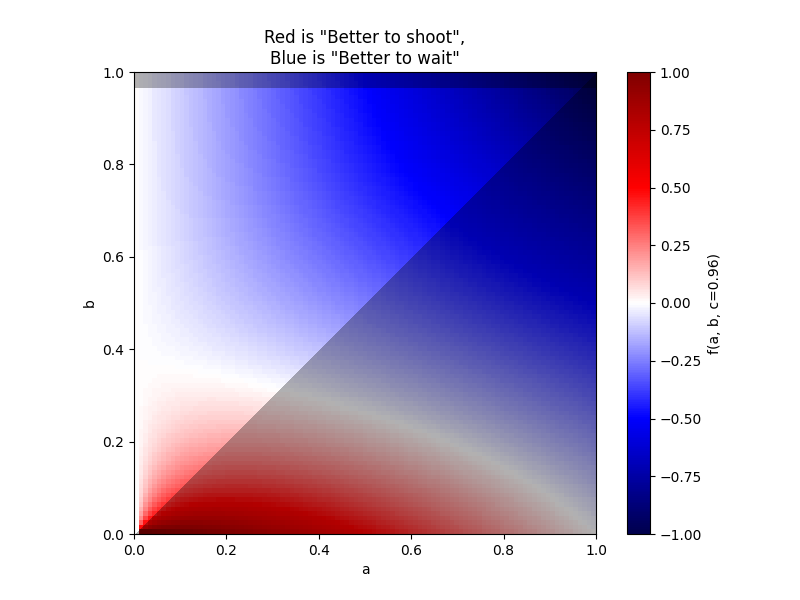 Red is "Better to shoot",
Blue is "Better to wait"
1.0
0.8
0.6
0.4
0.2
0.0
b
0.0 0.2 0.4 0.6 0.8 1.0
a
1.00
0.75
0.50
0.25
0.00
−0.25
−0.50
−0.75
−1.00
f(a, b, c=0.96)